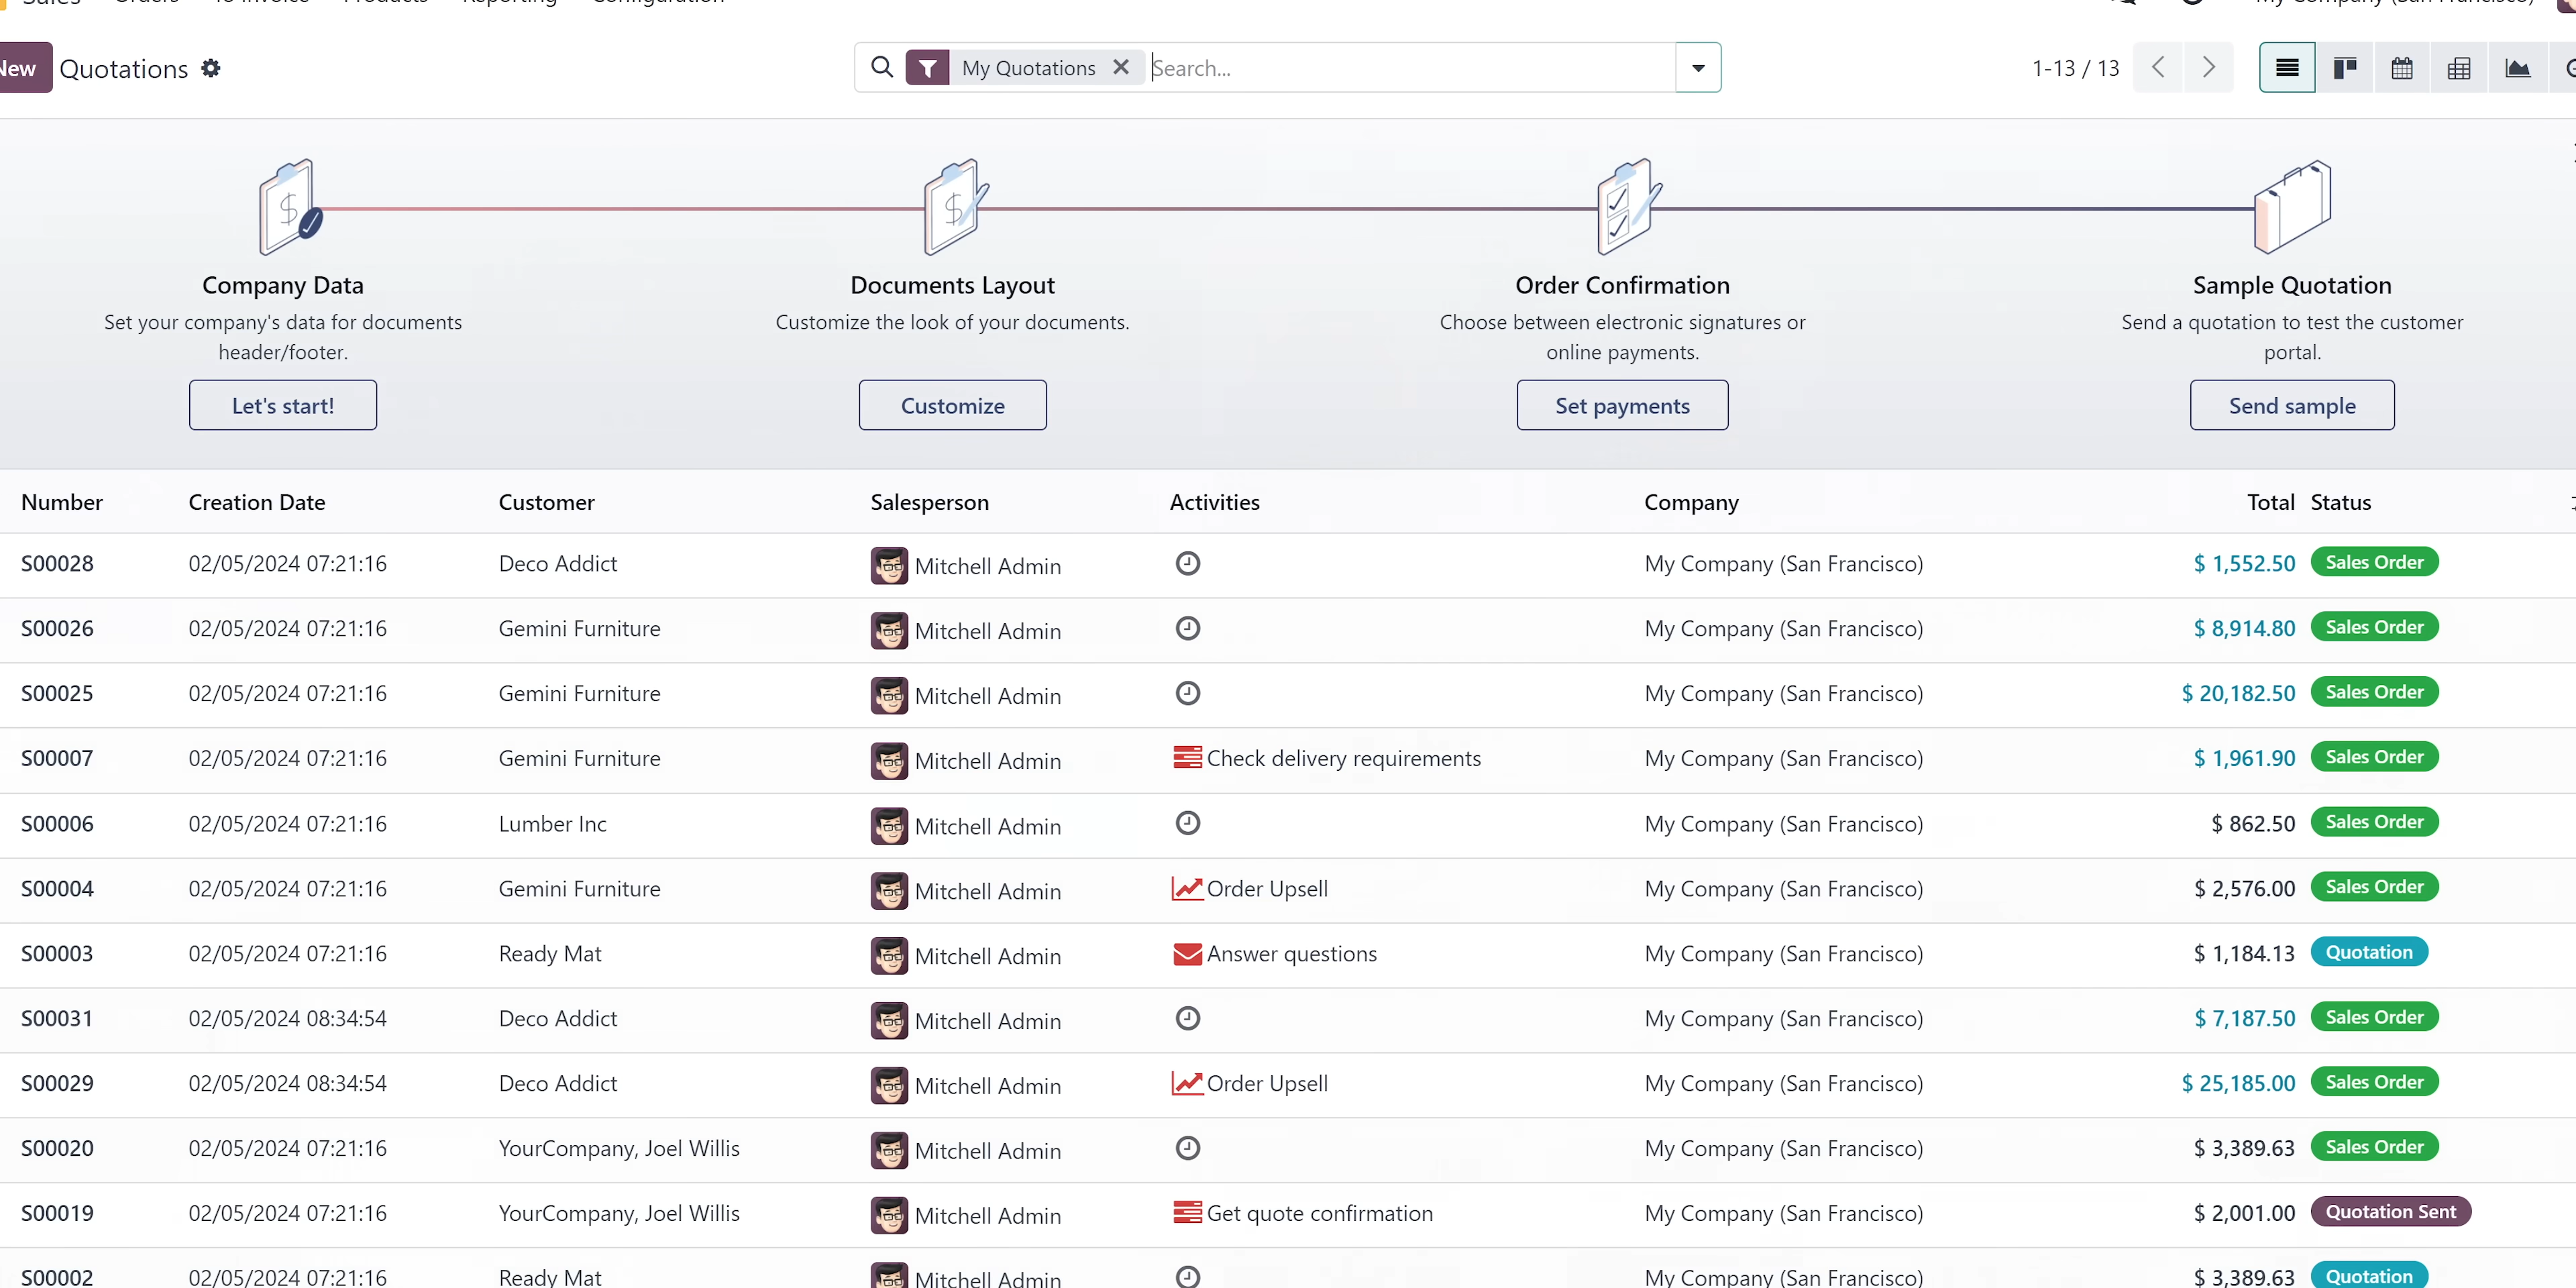 Sales Orders To Invoice Products Reporting Configuration My Company (San Francisco)
New Quotations My Quotations Search... 1-13 / 13
Company Data Documents Layout Order Confirmation Sample Quotation
Set your company's data for documents Customize the look of your documents. Choose between electronic signatures or Send a quotation to test the customer
header/footer. online payments. portal.
Let's start! Customize Set payments Send sample
Number Creation Date Customer Salesperson Activities Company Total Status
S00028 02/05/2024 07:21:16 Deco Addict Mitchell Admin My Company (San Francisco) $ 1,552.50 Sales Order
S00026 02/05/2024 07:21:16 Gemini Furniture Mitchell Admin My Company (San Francisco) $ 8,914.80 Sales Order
S00025 02/05/2024 07:21:16 Gemini Furniture Mitchell Admin My Company (San Francisco) $ 20,182.50 Sales Order
S00007 02/05/2024 07:21:16 Gemini Furniture Mitchell Admin Check delivery requirements My Company (San Francisco) $ 1,961.90 Sales Order
S00006 02/05/2024 07:21:16 Lumber Inc Mitchell Admin My Company (San Francisco) $ 862.50 Sales Order
S00004 02/05/2024 07:21:16 Gemini Furniture Mitchell Admin Order Upsell My Company (San Francisco) $ 2,576.00 Sales Order
S00003 02/05/2024 07:21:16 Ready Mat Mitchell Admin Answer questions My Company (San Francisco) $ 1,184.13 Quotation
S00031 02/05/2024 08:34:54 Deco Addict Mitchell Admin My Company (San Francisco) $ 7,187.50 Sales Order
S00029 02/05/2024 08:34:54 Deco Addict Mitchell Admin Order Upsell My Company (San Francisco) $ 25,185.00 Sales Order
S00020 02/05/2024 07:21:16 YourCompany, Joel Willis Mitchell Admin My Company (San Francisco) $ 3,389.63 Sales Order
S00019 02/05/2024 07:21:16 YourCompany, Joel Willis Mitchell Admin Get quote confirmation My Company (San Francisco) $ 2,001.00 Quotation Sent
S00002 02/05/2024 07:21:16 Ready Mat Mitchell Admin My Company (San Francisco) $ 3,389.63 Quotation